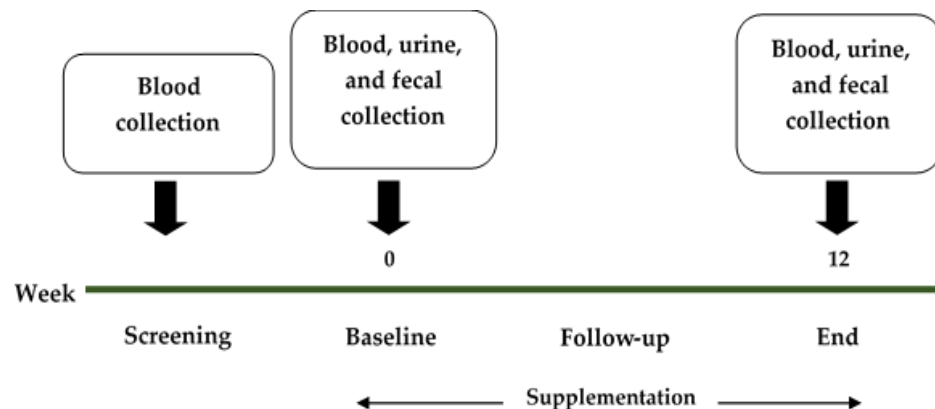 Blood
collection
Blood, urine,
and fecal
collection
Blood, urine,
and fecal
collection
0
12
Week
Screening
Baseline
Follow-up
End
Supplementation